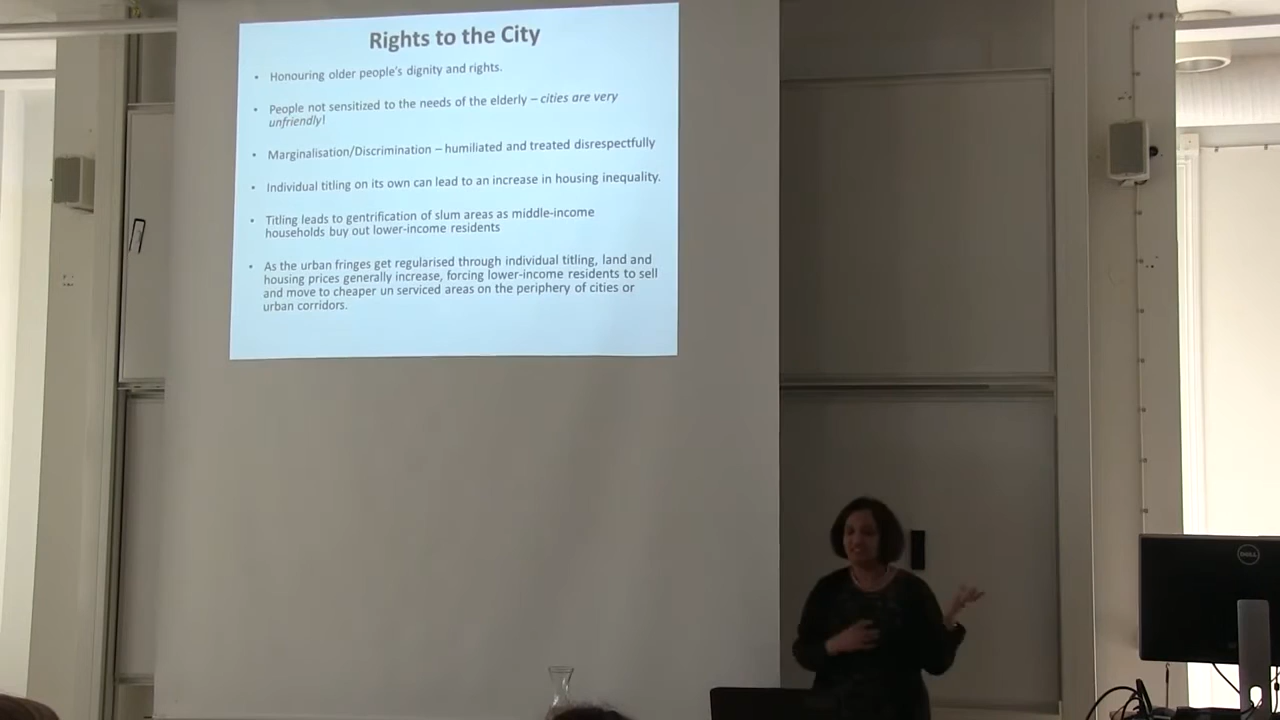 Rights to the City
• Honouring older people's dignity and rights.
• People not sensitized to the needs of the elderly – cities are very
unfriendly!
• Marginalisation/Discrimination – humiliated and treated disrespectfully
• Individual titling on its own can lead to an increase in housing inequality.
• Titling leads to gentrification of slum areas as middle-income
households buy out lower-income residents
• As the urban fringes get regularised through individual titling, land and
housing prices generally increase, forcing lower-income residents to sell
and move to cheaper un serviced areas on the periphery of cities or
urban corridors.
DELL